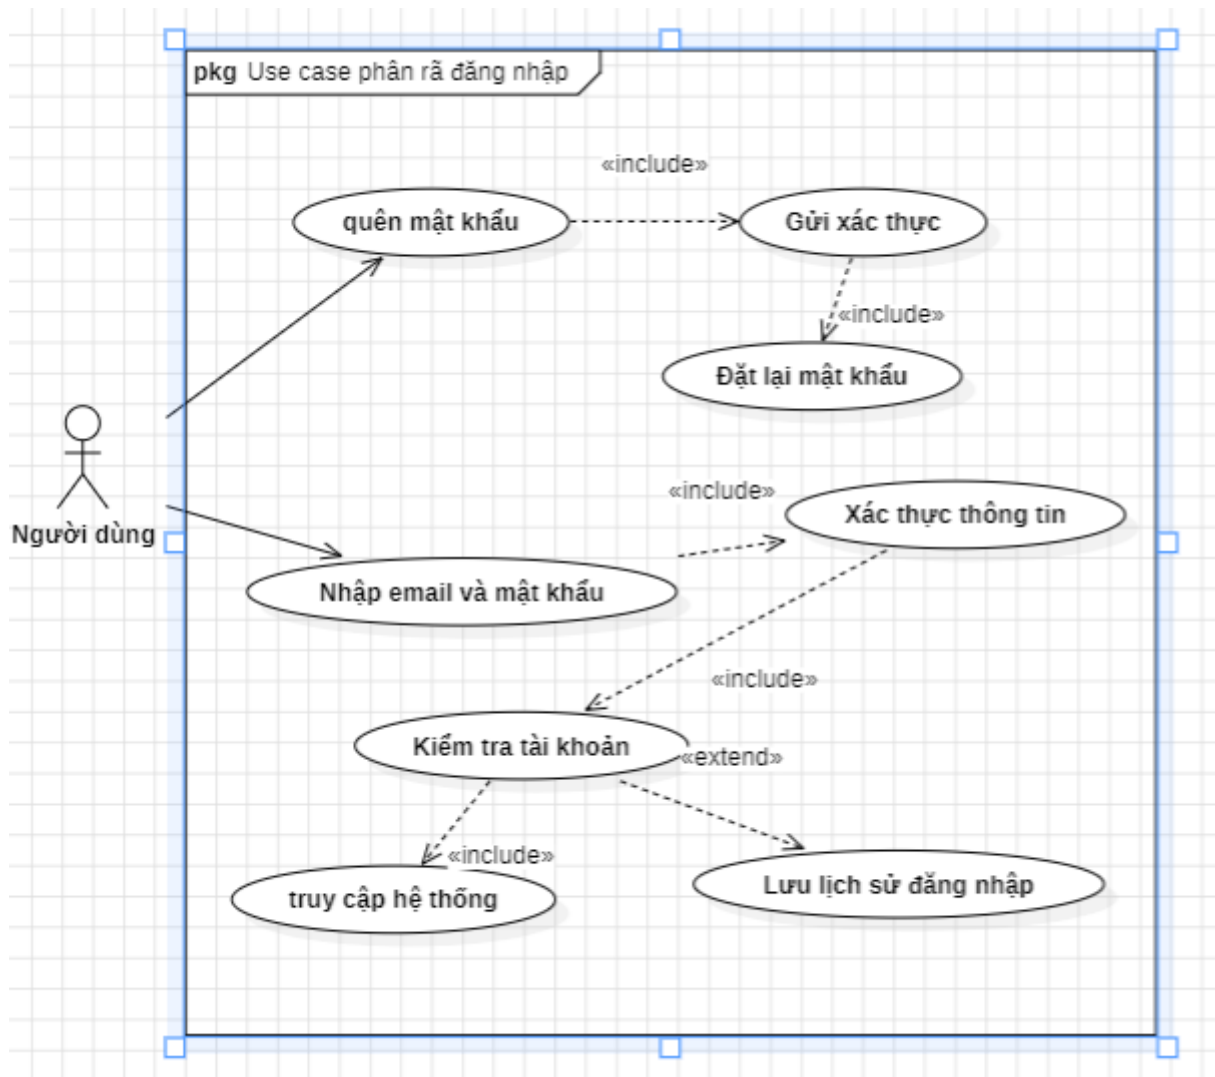 pkg Use case phân rã đăng nhập
«include»
quên mật khẩu
Gửi xác thực
«include»
Đặt lại mật khẩu
«include»
Xác thực thông tin
Người dùng
Nhập email và mật khẩu
«include»
Kiểm tra tài khoản
«extend»
«include»
truy cập hệ thống
Lưu lịch sử đăng nhập